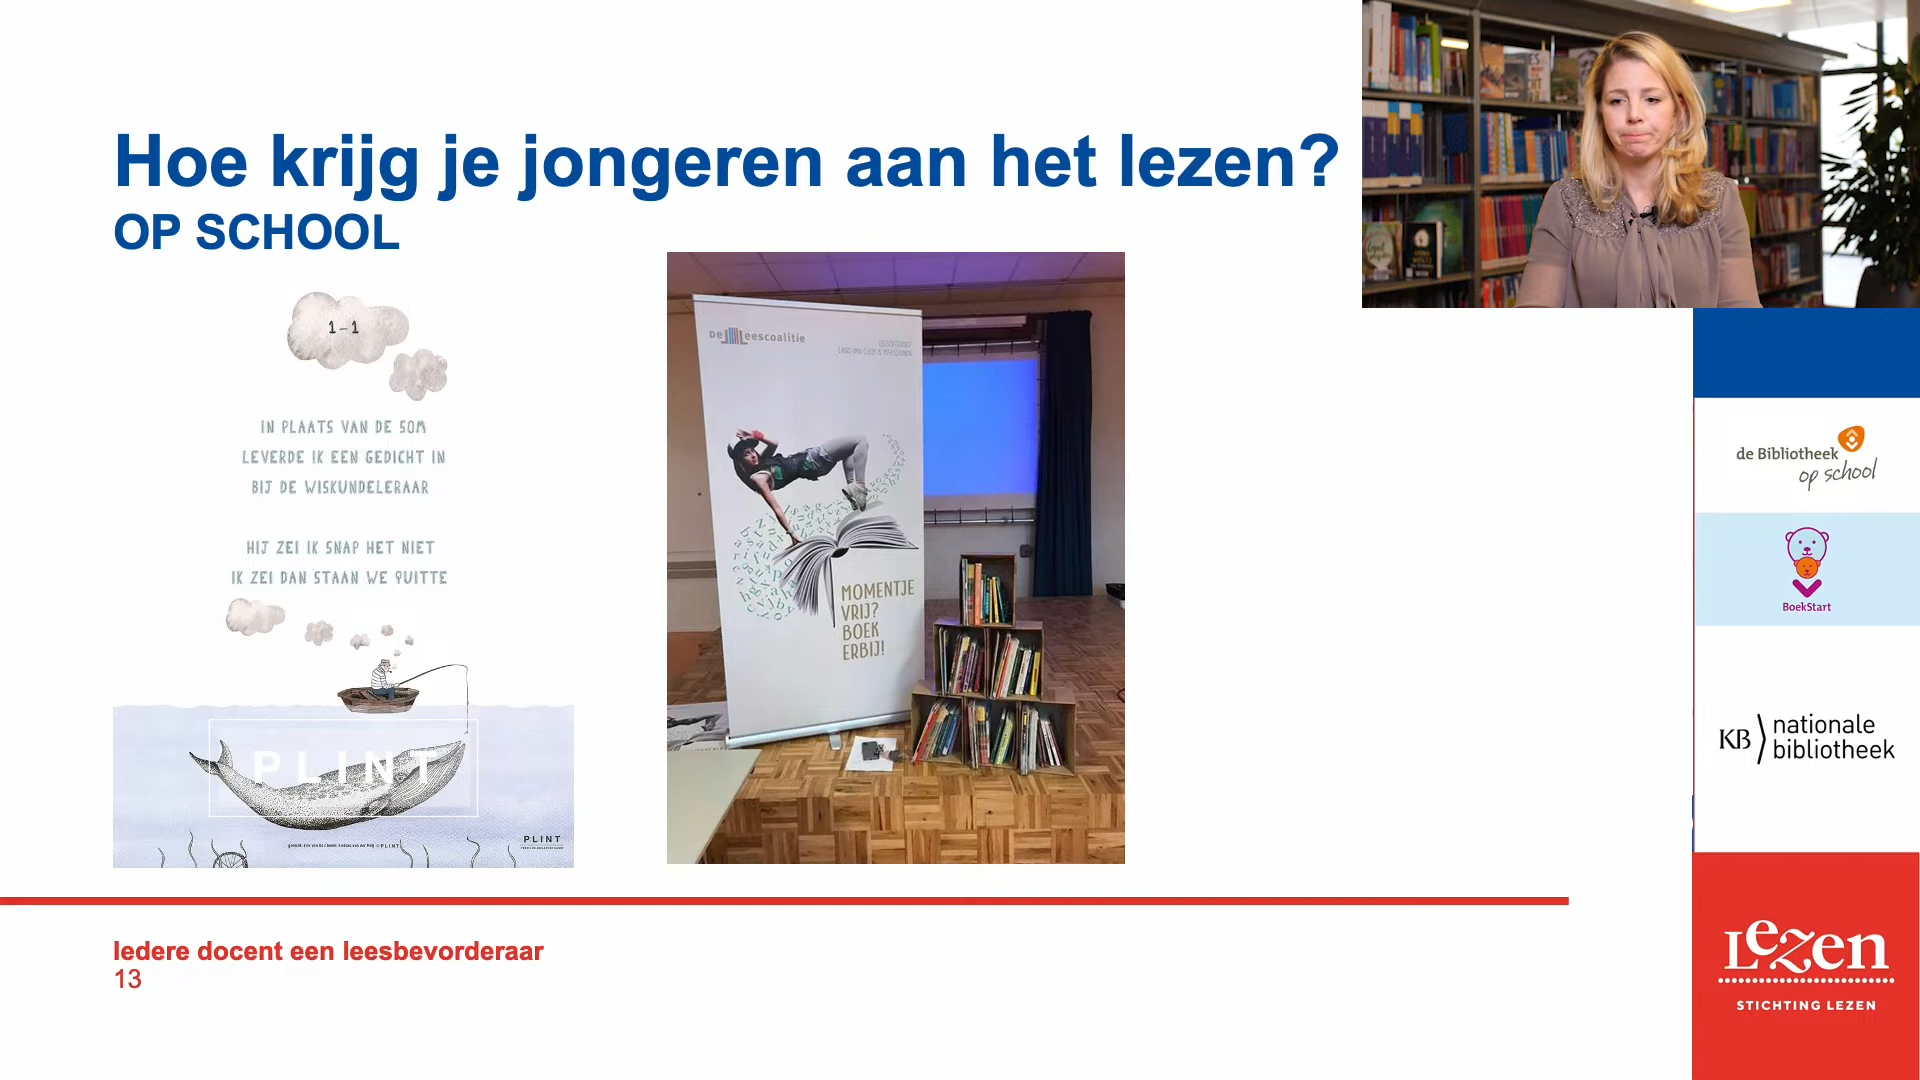 Hoe krijg je jongeren aan het lezen?
OP SCHOOL
1-1
IN PLAATS VAN DE SOM
LEVERDE IK EEN GEDICHT IN
BIJ DE WISKUNDELERAAR
HIJ ZEI IK SNAP HET NIET
IK ZEI DAN STAAN WE QUITTE
PLINT
PLINT
DE Leescoalitie
MOMENTJE
VRIJ?
BOEK
ERBIJ!
de Bibliotheek
op school
BoekStart
KB nationale
bibliotheek
Lezen
STICHTING LEZEN
Iedere docent een leesbevorderaar
13